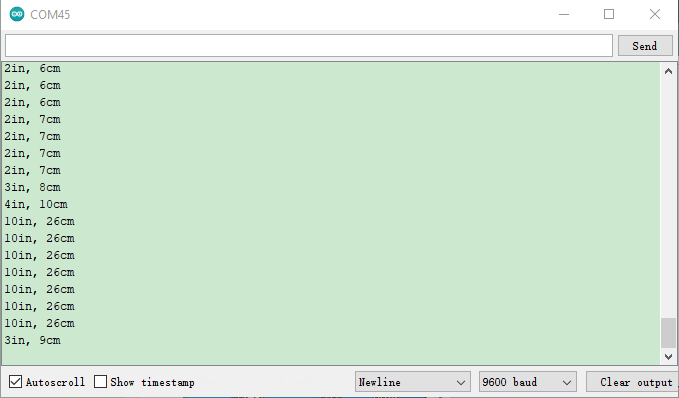 COM45
Send
2in, 6cm
2in, 6cm
2in, 6cm
2in, 7cm
2in, 7cm
2in, 7cm
2in, 7cm
3in, 8cm
4in, 10cm
10in, 26cm
10in, 26cm
10in, 26cm
10in, 26cm
10in, 26cm
10in, 26cm
10in, 26cm
3in, 9cm
Autoscroll Show timestamp Newline 9600 baud Clear output